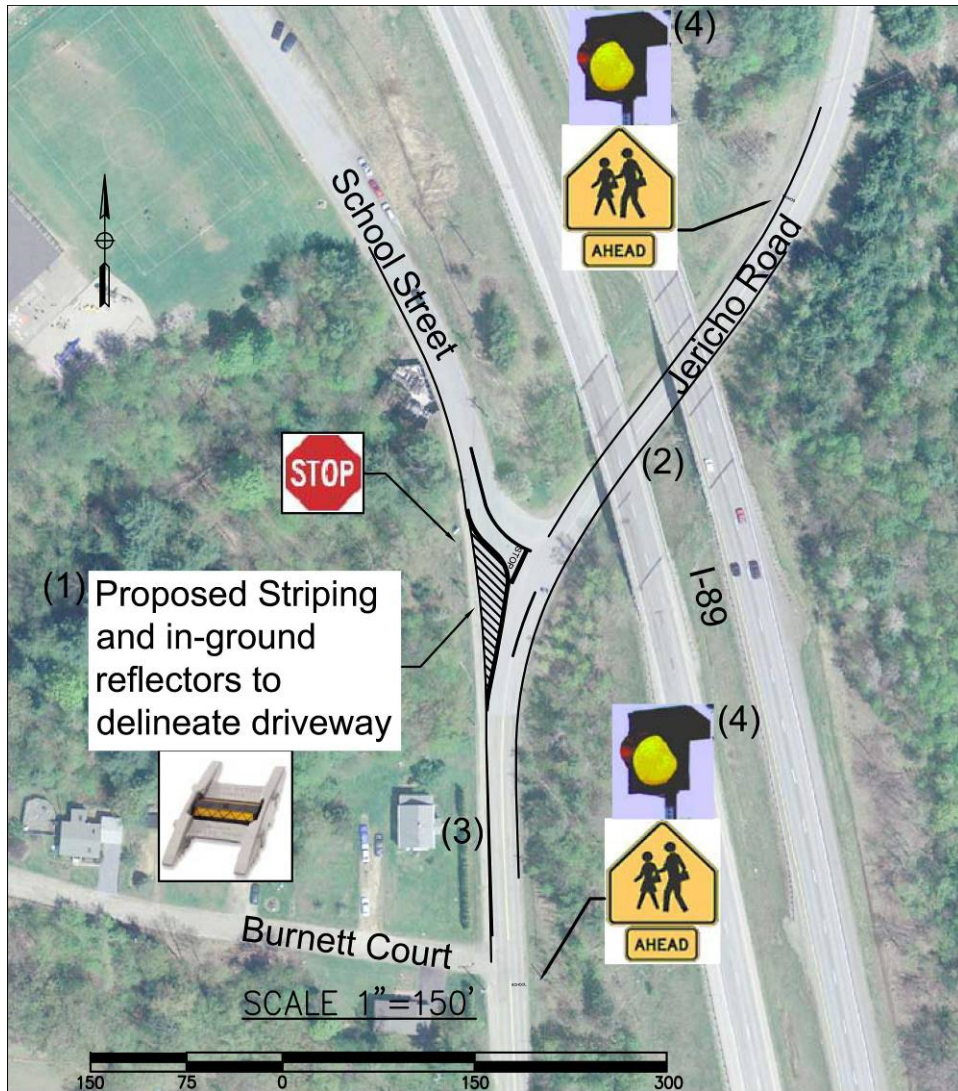 (4)
AHEAD
School Street
Jericho Road
(2)
STOP
STOP
(1) Proposed Striping
and in-ground
reflectors to
delineate driveway
I-89
(4)
(3)
AHEAD
Burnett Court
SCHOOL
SCALE 1"=150'
150 75 0 150 300